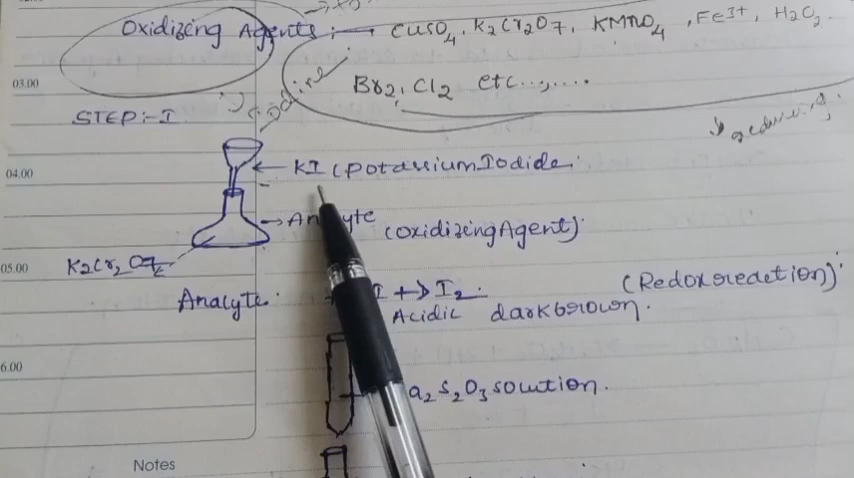 Oxidizing Agents :- → CuSO4, K2Cr2O7, KMnO4, Fe3+, H2O2.
Br2, Cl2 etc...,....
03.00
STEP:- I
04.00
← KI (Potassium Iodide.
→ Analyte (oxidizing Agent).
05.00
K2Cr2O7
Analyte. I → I2. (Redox reaction)
Acidic dark brown.
6.00
a2S2O3 soution.
Notes